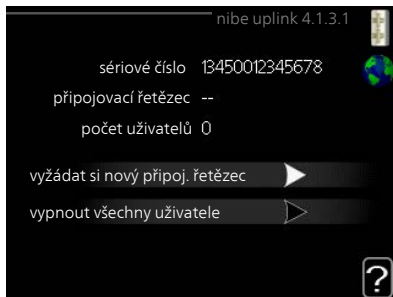 nibe uplink 4.1.3.1
sériové číslo 13450012345678
připojovací řetězec --
počet uživatelů 0
vyžádat si nový připoj. řetězec
vypnout všechny uživatele
?